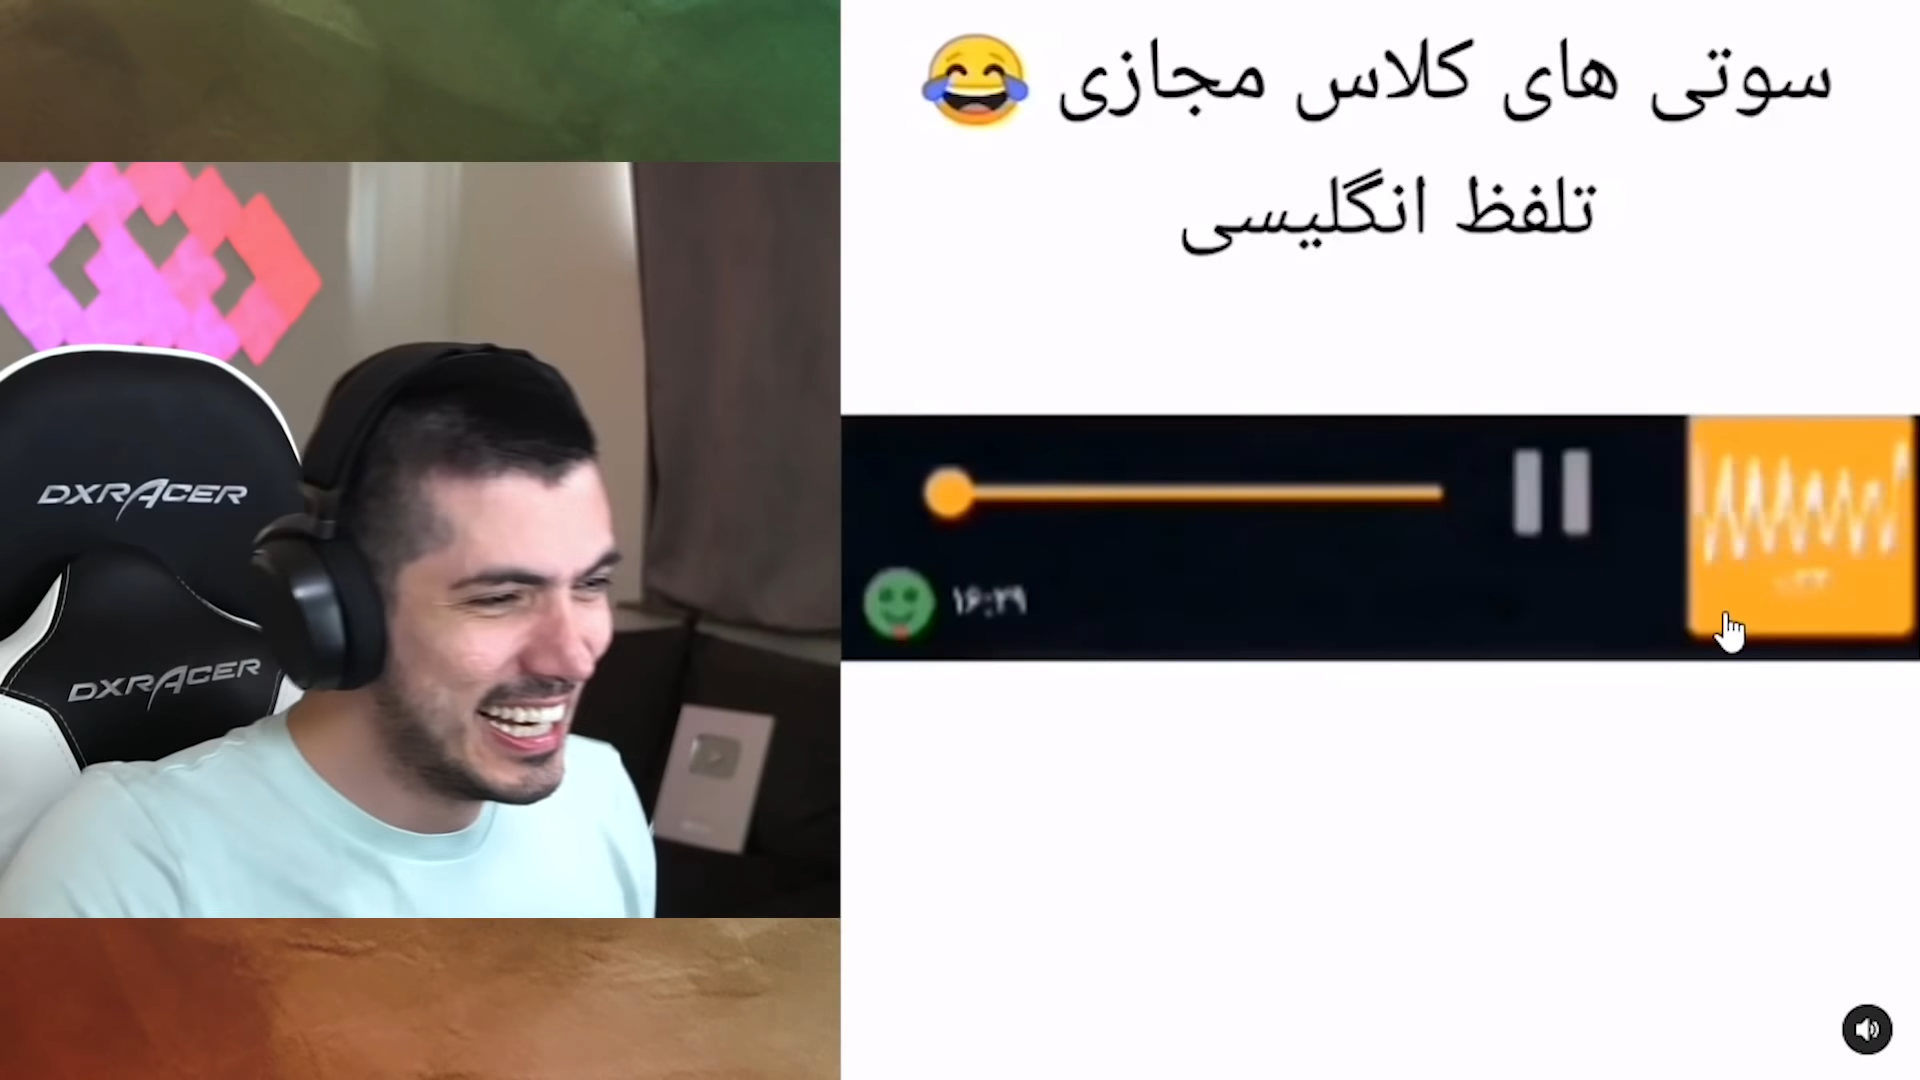 سوتی های کلاس مجازی 😂
تلفظ انگلیسی
۱۶:۲۹
DXRACER
DXRACER